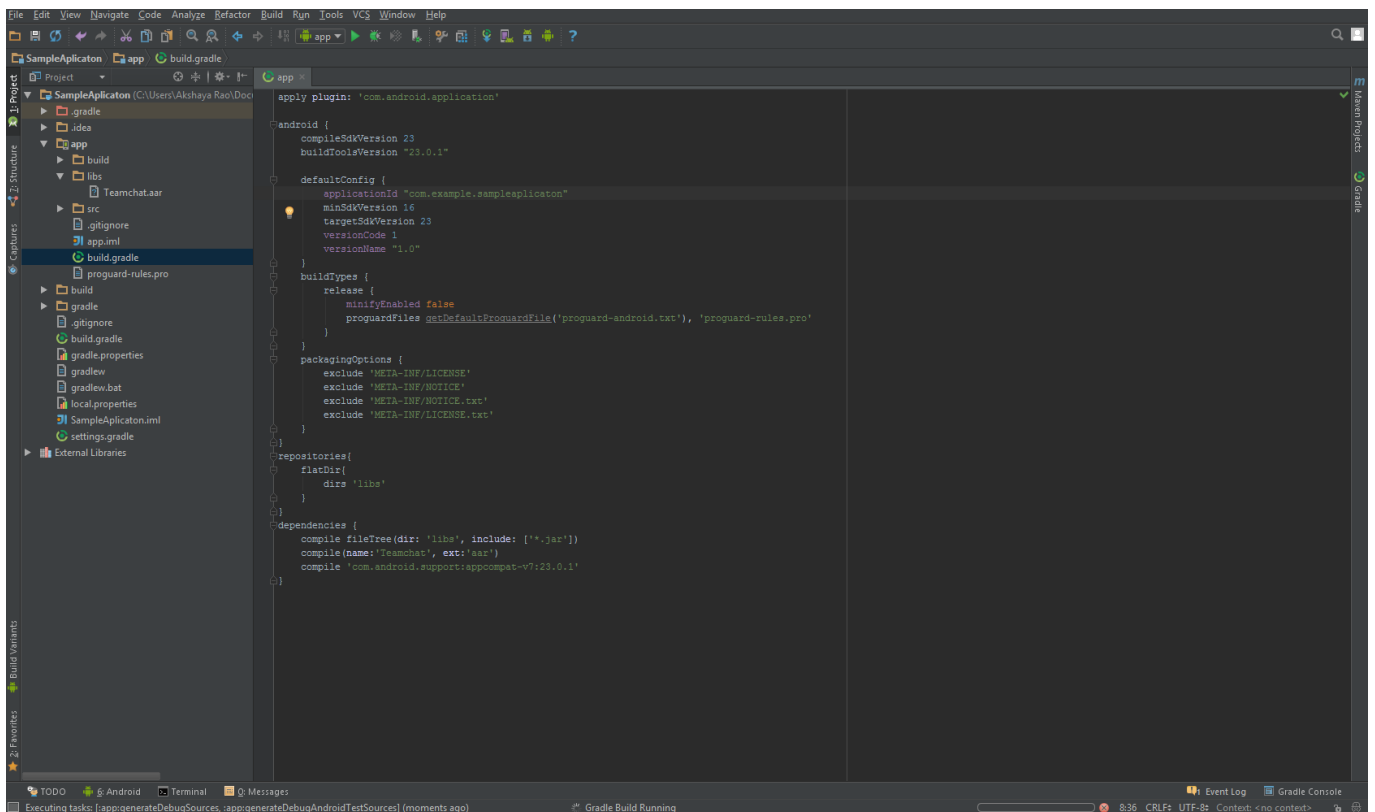 File Edit View Navigate Code Analyze Refactor Build Run Tools VCS Window Help
app
SampleAplicaton app build.gradle
Project
app
1: Project
2: Structure
Captures
Build Variants
2: Favorites
SampleAplicaton (C:\Users\Akshaya Rao\Doc
.gradle
.idea
app
build
libs
Teamchat.aar
src
.gitignore
app.iml
build.gradle
proguard-rules.pro
build
gradle
.gitignore
build.gradle
gradle.properties
gradlew
gradlew.bat
local.properties
SampleAplicaton.iml
settings.gradle
External Libraries
apply plugin: 'com.android.application'
android {
compileSdkVersion 23
buildToolsVersion "23.0.1"
defaultConfig {
applicationId "com.example.sampleaplicaton"
minSdkVersion 16
targetSdkVersion 23
versionCode 1
versionName "1.0"
}
buildTypes {
release {
minifyEnabled false
proguardFiles getDefaultProguardFile('proguard-android.txt'), 'proguard-rules.pro'
}
}
packagingOptions {
exclude 'META-INF/LICENSE'
exclude 'META-INF/NOTICE'
exclude 'META-INF/NOTICE.txt'
exclude 'META-INF/LICENSE.txt'
}
}
repositories{
flatDir{
dirs 'libs'
}
}
dependencies {
compile fileTree(dir: 'libs', include: ['*.jar'])
compile(name:'Teamchat', ext:'aar')
compile 'com.android.support:appcompat-v7:23.0.1'
}
m
Maven Projects
Gradle
TODO 6: Android Terminal 0: Messages
1 Event Log Gradle Console
Executing tasks: [:app:generateDebugSources, :app:generateDebugAndroidTestSources] (moments ago) Gradle Build Running 8:36 CRLF: UTF-8: Context: <no context>